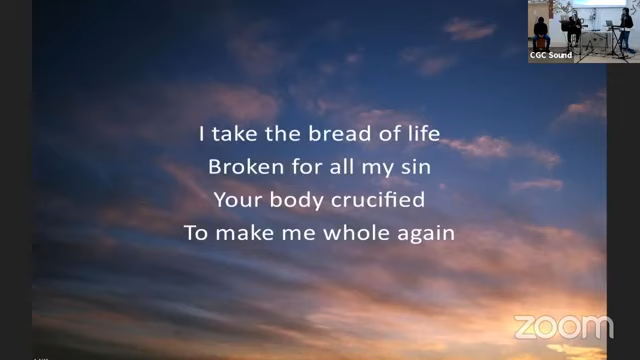 CGC Sound
I take the bread of life
Broken for all my sin
Your body crucified
To make me whole again
zoom